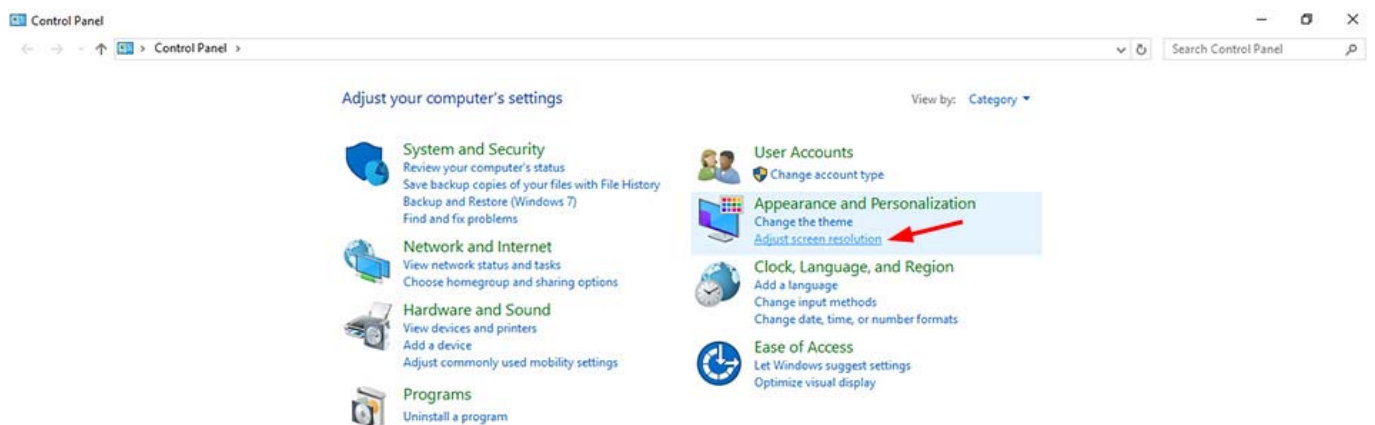 Control Panel
Control Panel
Search Control Panel
Adjust your computer's settings
View by: Category
System and Security
Review your computer's status
Save backup copies of your files with File History
Backup and Restore (Windows 7)
Find and fix problems
Network and Internet
View network status and tasks
Choose homegroup and sharing options
Hardware and Sound
View devices and printers
Add a device
Adjust commonly used mobility settings
Programs
Uninstall a program
User Accounts
Change account type
Appearance and Personalization
Change the theme
Adjust screen resolution
Clock, Language, and Region
Add a language
Change input methods
Change date, time, or number formats
Ease of Access
Let Windows suggest settings
Optimize visual display